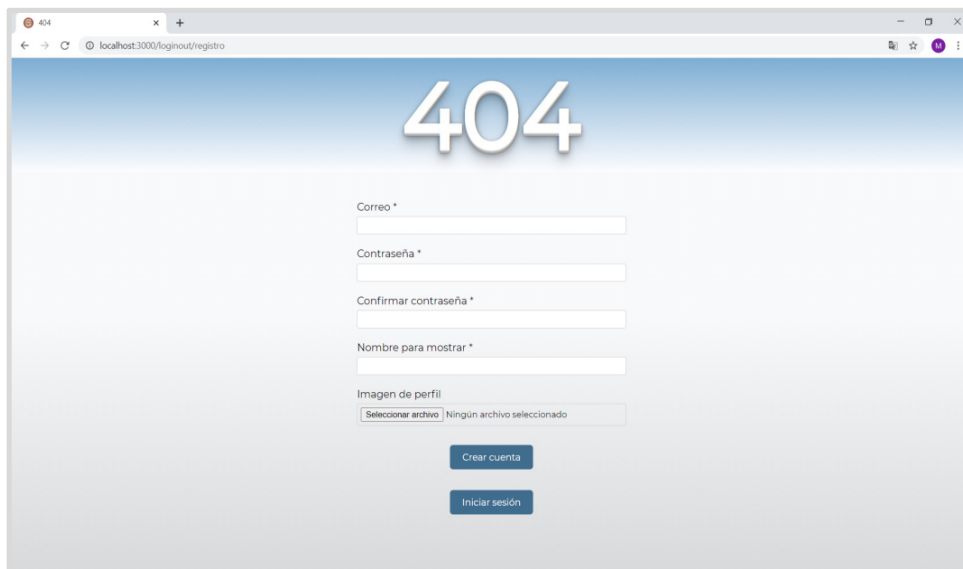 404
localhost:3000/loginout/registro
M
404
Correo *
Contraseña *
Confirmar contraseña *
Nombre para mostrar *
Imagen de perfil
Seleccionar archivo Ningún archivo seleccionado
Crear cuenta
Iniciar sesión